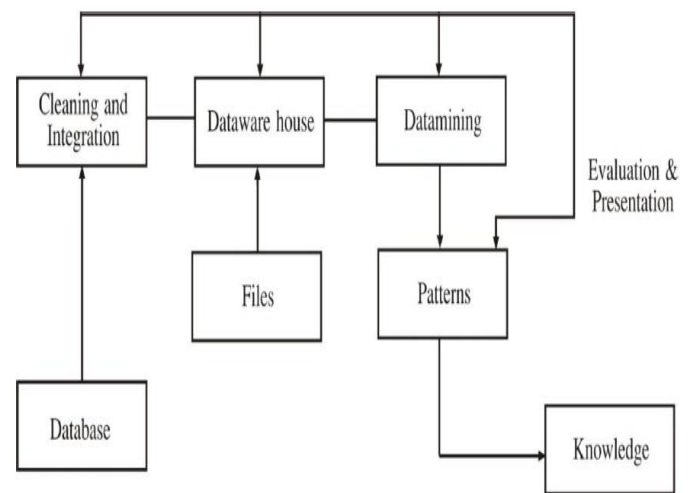 Cleaning and
Integration
Dataware house
Datamining
Evaluation &
Presentation
Files
Patterns
Database
Knowledge